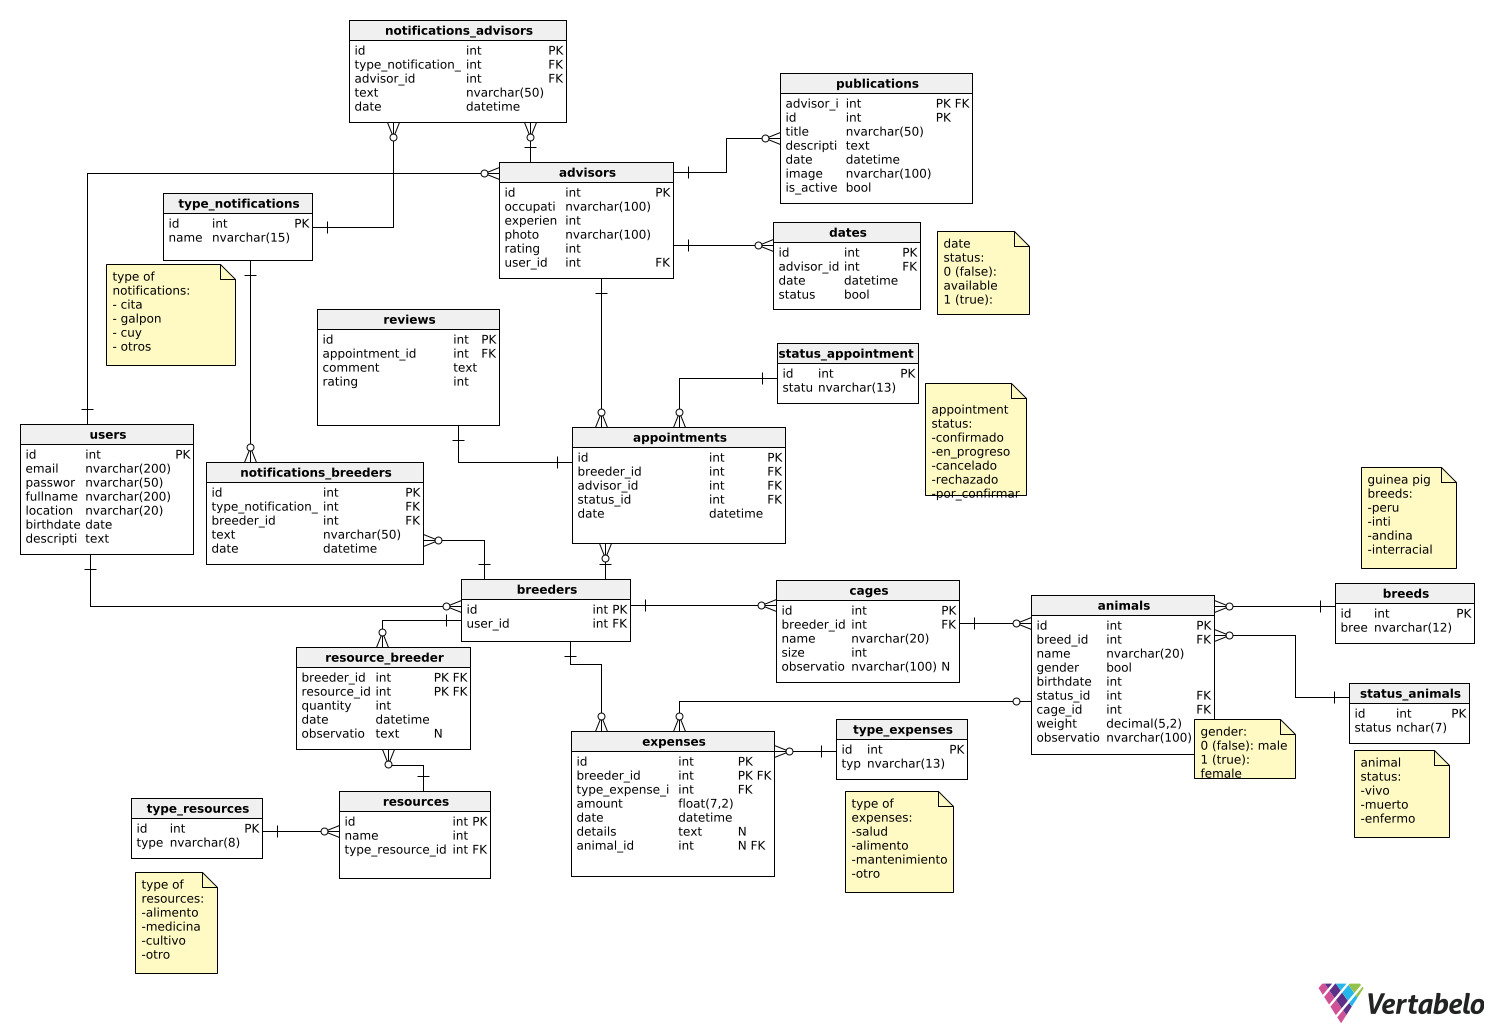 notifications_advisors
id int PK
type_notification_ int FK
advisor_id int FK
text nvarchar(50)
date datetime
publications
advisor_i int PK FK
id int PK
title nvarchar(50)
descripti text
date datetime
image nvarchar(100)
is_active bool
advisors
id int PK
occupati nvarchar(100)
experien int
photo nvarchar(100)
rating int
user_id int FK
type_notifications
id int PK
name nvarchar(15)
type of
notifications:
- cita
- galpon
- cuy
- otros
dates
id int PK
advisor_id int FK
date datetime
status bool
date
status:
0 (false):
available
1 (true):
reviews
id int PK
appointment_id int FK
comment text
rating int
status_appointment
id int PK
statu nvarchar(13)
appointment
status:
-confirmado
-en_progreso
-cancelado
-rechazado
-por_confirmar
users
id int PK
email nvarchar(200)
passwor nvarchar(50)
fullname nvarchar(200)
location nvarchar(20)
birthdate date
descripti text
notifications_breeders
id int PK
type_notification_ int FK
breeder_id int FK
text nvarchar(50)
date datetime
appointments
id int PK
breeder_id int FK
advisor_id int FK
status_id int FK
date datetime
guinea pig
breeds:
-peru
-inti
-andina
-interracial
breeders
id int PK
user_id int FK
cages
id int PK
breeder_id int FK
name nvarchar(20)
size int
observatio nvarchar(100) N
animals
id int PK
breed_id int FK
name nvarchar(20)
gender bool
birthdate int
status_id int FK
cage_id int FK
weight decimal(5,2)
observatio nvarchar(100)
gender:
0 (false): male
1 (true):
female
breeds
id int PK
bree nvarchar(12)
status_animals
id int PK
status nchar(7)
animal
status:
-vivo
-muerto
-enfermo
resource_breeder
breeder_id int PK FK
resource_id int PK FK
quantity int
date datetime
observatio text N
expenses
id int PK
breeder_id int PK FK
type_expense_i int FK
amount float(7,2)
date datetime
details text N
animal_id int N FK
type_expenses
id int PK
typ nvarchar(13)
type of
expenses:
-salud
-alimento
-mantenimiento
-otro
type_resources
id int PK
type nvarchar(8)
resources
id int PK
name int
type_resource_id int FK
type of
resources:
-alimento
-medicina
-cultivo
-otro
Vertabelo